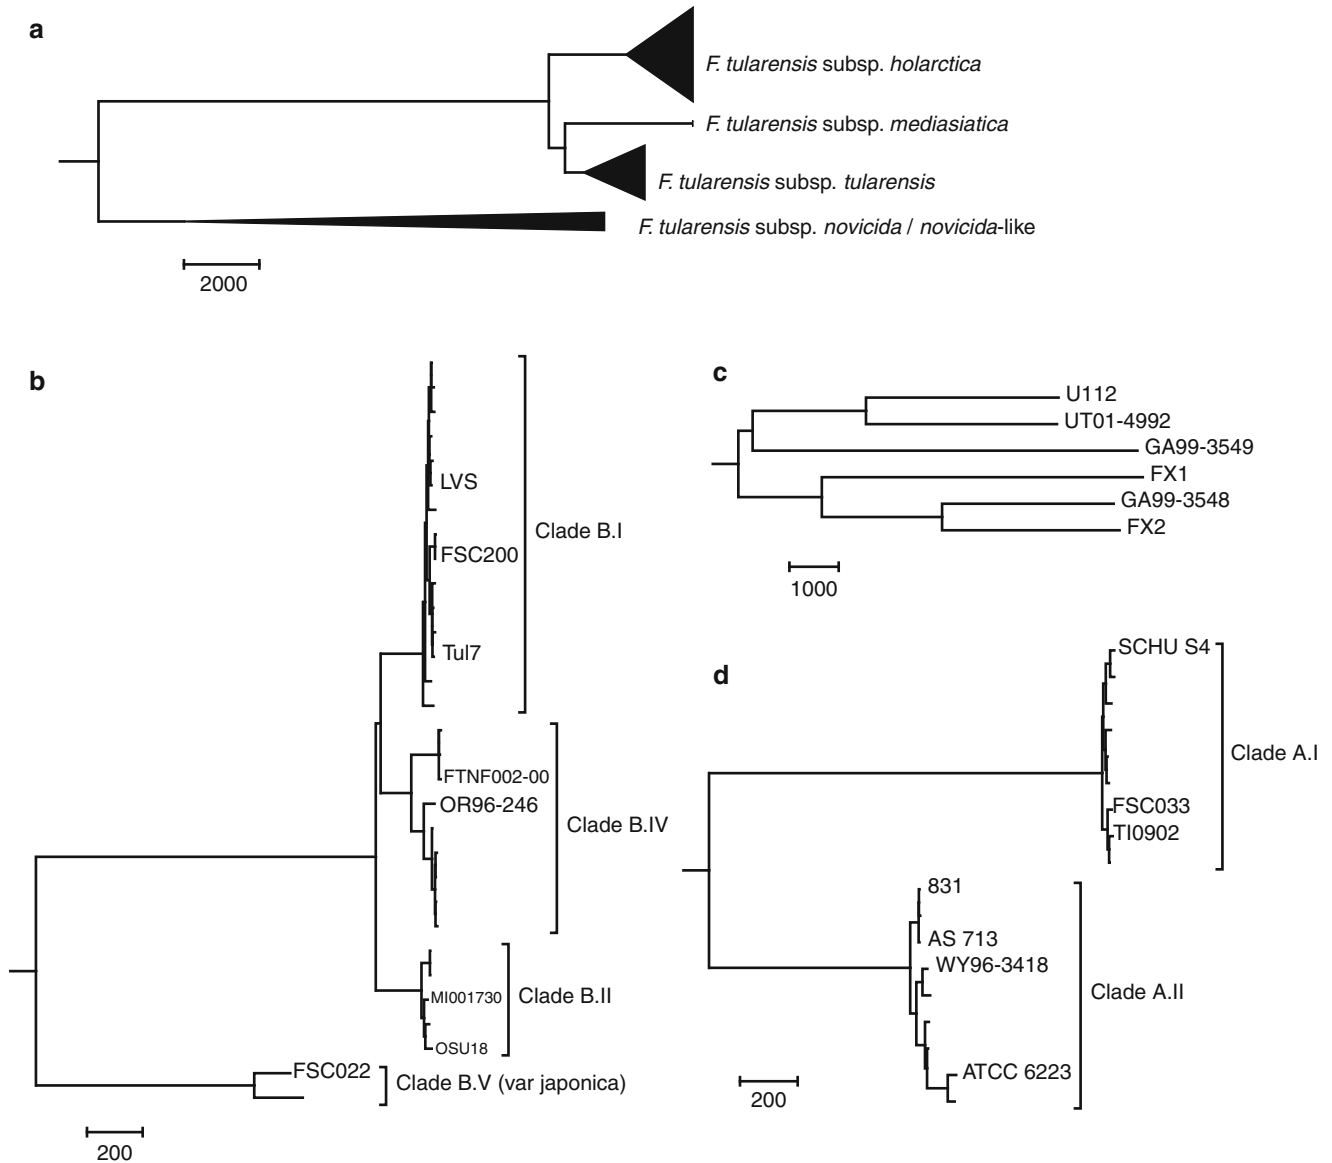 a
F. tularensis subsp. holarctica
F. tularensis subsp. mediasiatica
F. tularensis subsp. tularensis
F. tularensis subsp. novicida / novicida-like
2000
b
LVS
FSC200
Clade B.I
Tul7
FTNF002-00
OR96-246
Clade B.IV
MI001730
Clade B.II
OSU18
FSC022
Clade B.V (var japonica)
200
c
U112
UT01-4992
GA99-3549
FX1
GA99-3548
FX2
1000
d
SCHU S4
Clade A.I
FSC033
TI0902
831
AS 713
WY96-3418
Clade A.II
ATCC 6223
200